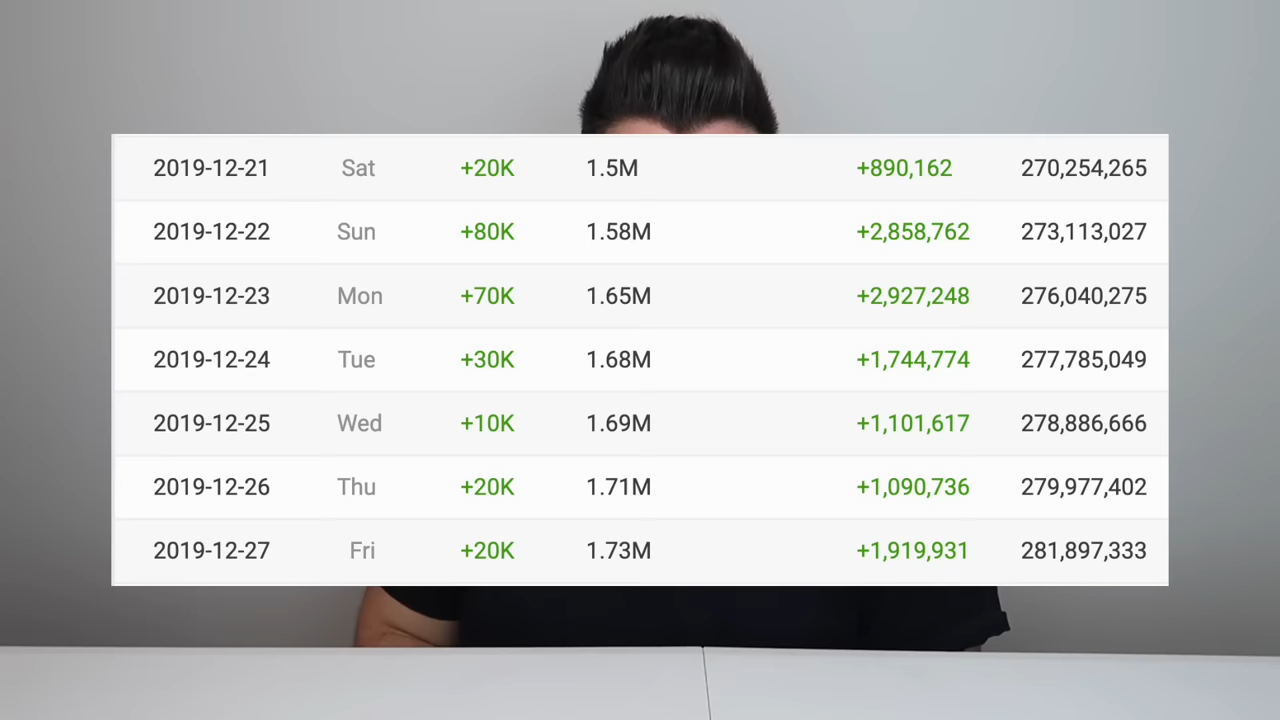 2019-12-21 Sat +20K 1.5M +890,162 270,254,265
2019-12-22 Sun +80K 1.58M +2,858,762 273,113,027
2019-12-23 Mon +70K 1.65M +2,927,248 276,040,275
2019-12-24 Tue +30K 1.68M +1,744,774 277,785,049
2019-12-25 Wed +10K 1.69M +1,101,617 278,886,666
2019-12-26 Thu +20K 1.71M +1,090,736 279,977,402
2019-12-27 Fri +20K 1.73M +1,919,931 281,897,333